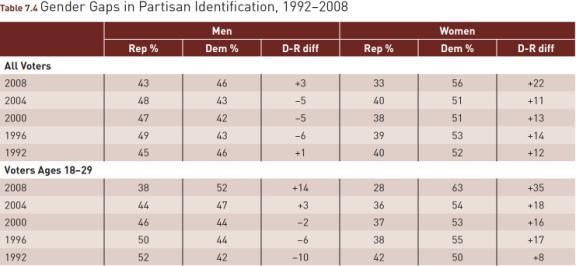 Table 7.4 Gender Gaps in Partisan Identification, 1992–2008
Men Women
Rep % Dem % D-R diff Rep % Dem % D-R diff
All Voters
2008 43 46 +3 33 56 +22
2004 48 43 −5 40 51 +11
2000 47 42 −5 38 51 +13
1996 49 43 −6 39 53 +14
1992 45 46 +1 40 52 +12
Voters Ages 18–29
2008 38 52 +14 28 63 +35
2004 44 47 +3 36 54 +18
2000 46 44 −2 37 53 +16
1996 50 44 −6 38 55 +17
1992 52 42 −10 42 50 +8